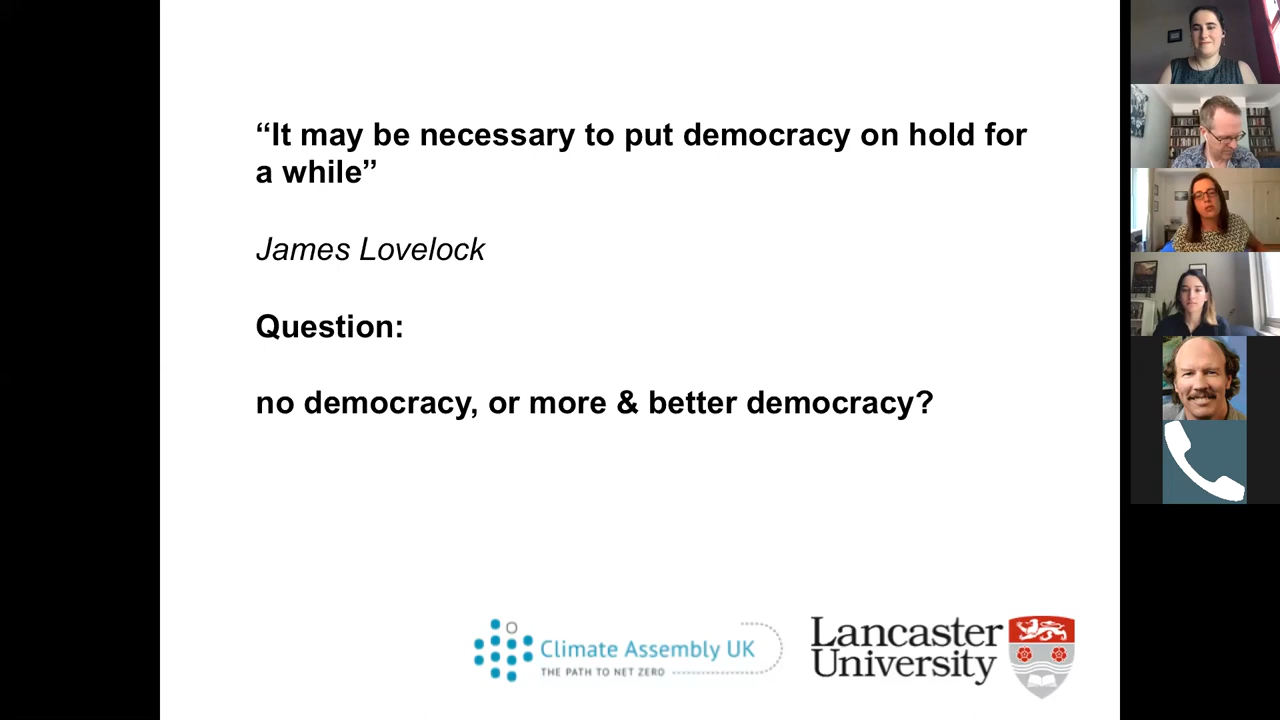 “It may be necessary to put democracy on hold for
a while”
James Lovelock
Question:
no democracy, or more & better democracy?
Climate Assembly UK
THE PATH TO NET ZERO
Lancaster
University